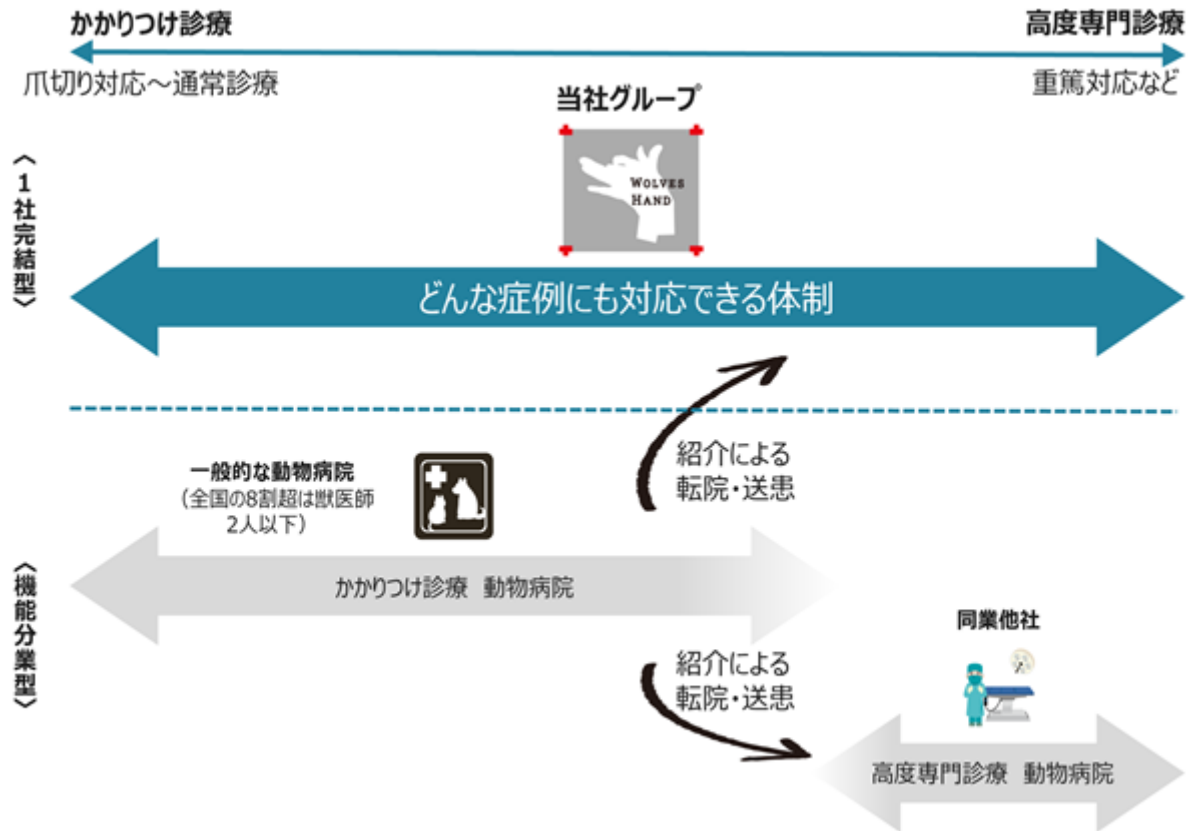 かかりつけ診療
高度専門診療
爪切り対応～通常診療
重篤対応など
当社グループ
WOLVES
HAND
〈1社完結型〉
どんな症例にも対応できる体制
紹介による
転院・送患
一般的な動物病院
（全国の8割超は獣医師
2人以下）
〈機能分業型〉
かかりつけ診療 動物病院
同業他社
紹介による
転院・送患
高度専門診療 動物病院